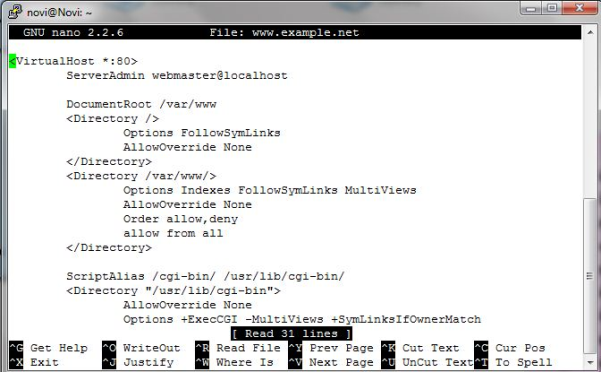 novi@Novi: ~
GNU nano 2.2.6 File: www.example.net
<VirtualHost *:80>
ServerAdmin webmaster@localhost
DocumentRoot /var/www
<Directory />
Options FollowSymLinks
AllowOverride None
</Directory>
<Directory /var/www/>
Options Indexes FollowSymLinks MultiViews
AllowOverride None
Order allow,deny
allow from all
</Directory>
ScriptAlias /cgi-bin/ /usr/lib/cgi-bin/
<Directory "/usr/lib/cgi-bin">
AllowOverride None
Options +ExecCGI -MultiViews +SymLinksIfOwnerMatch
[ Read 31 lines ]
^G Get Help ^O WriteOut ^R Read File ^Y Prev Page ^K Cut Text ^C Cur Pos
^X Exit ^J Justify ^W Where Is ^V Next Page ^U UnCut Text ^T To Spell